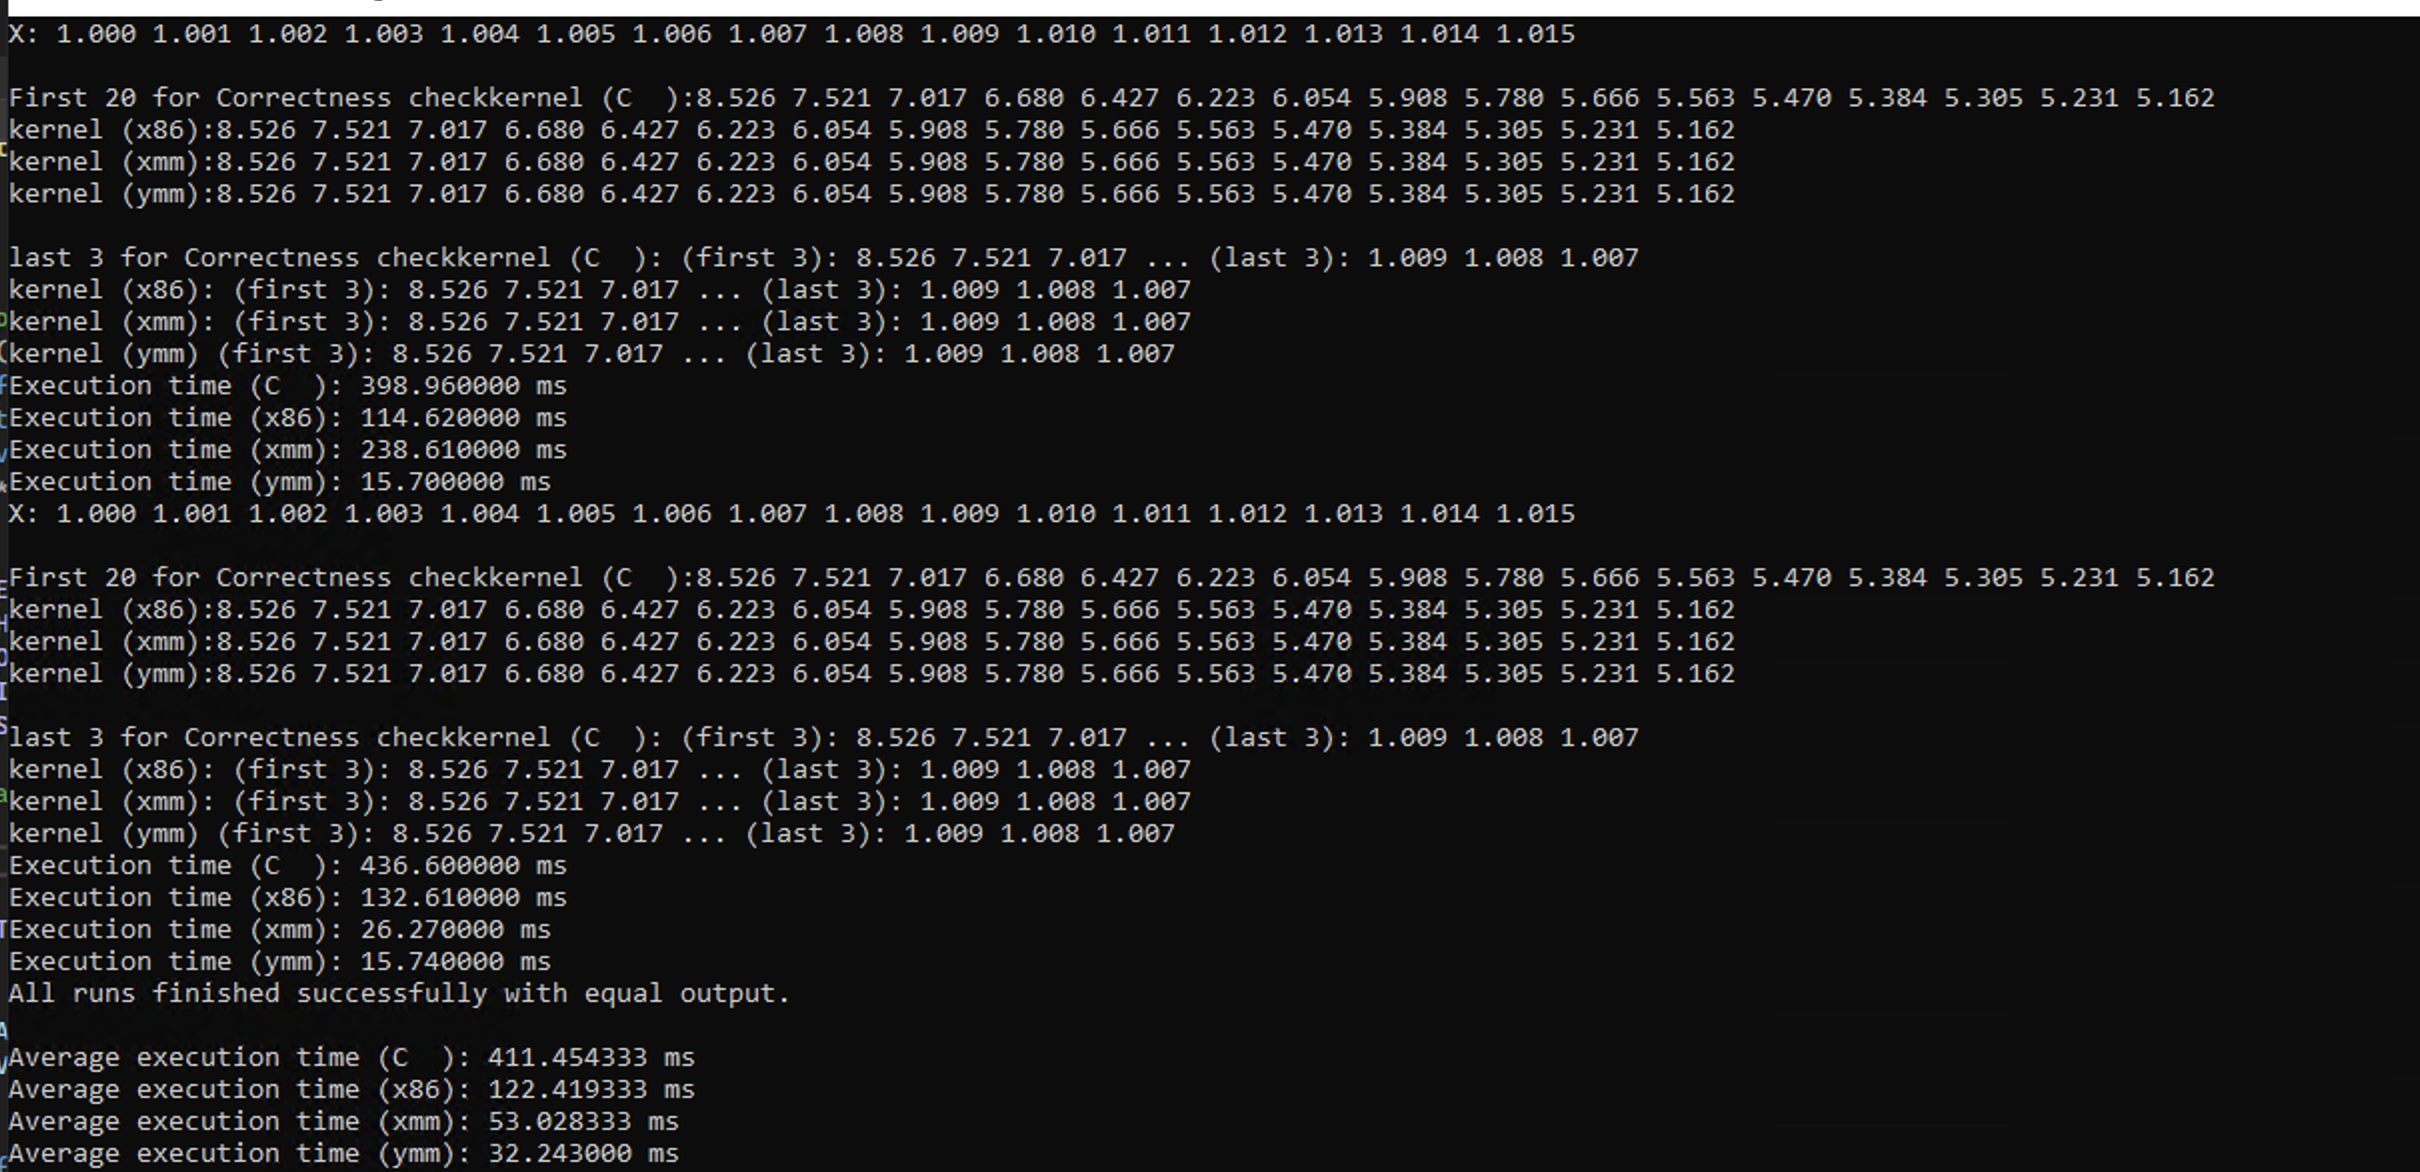 X: 1.000 1.001 1.002 1.003 1.004 1.005 1.006 1.007 1.008 1.009 1.010 1.011 1.012 1.013 1.014 1.015
First 20 for Correctness checkkernel (C  ):8.526 7.521 7.017 6.680 6.427 6.223 6.054 5.908 5.780 5.666 5.563 5.470 5.384 5.305 5.231 5.162
kernel (x86):8.526 7.521 7.017 6.680 6.427 6.223 6.054 5.908 5.780 5.666 5.563 5.470 5.384 5.305 5.231 5.162
kernel (xmm):8.526 7.521 7.017 6.680 6.427 6.223 6.054 5.908 5.780 5.666 5.563 5.470 5.384 5.305 5.231 5.162
kernel (ymm):8.526 7.521 7.017 6.680 6.427 6.223 6.054 5.908 5.780 5.666 5.563 5.470 5.384 5.305 5.231 5.162
last 3 for Correctness checkkernel (C  ): (first 3): 8.526 7.521 7.017 ... (last 3): 1.009 1.008 1.007
kernel (x86): (first 3): 8.526 7.521 7.017 ... (last 3): 1.009 1.008 1.007
kernel (xmm): (first 3): 8.526 7.521 7.017 ... (last 3): 1.009 1.008 1.007
kernel (ymm) (first 3): 8.526 7.521 7.017 ... (last 3): 1.009 1.008 1.007
Execution time (C  ): 398.960000 ms
Execution time (x86): 114.620000 ms
Execution time (xmm): 238.610000 ms
Execution time (ymm): 15.700000 ms
X: 1.000 1.001 1.002 1.003 1.004 1.005 1.006 1.007 1.008 1.009 1.010 1.011 1.012 1.013 1.014 1.015
First 20 for Correctness checkkernel (C  ):8.526 7.521 7.017 6.680 6.427 6.223 6.054 5.908 5.780 5.666 5.563 5.470 5.384 5.305 5.231 5.162
kernel (x86):8.526 7.521 7.017 6.680 6.427 6.223 6.054 5.908 5.780 5.666 5.563 5.470 5.384 5.305 5.231 5.162
kernel (xmm):8.526 7.521 7.017 6.680 6.427 6.223 6.054 5.908 5.780 5.666 5.563 5.470 5.384 5.305 5.231 5.162
kernel (ymm):8.526 7.521 7.017 6.680 6.427 6.223 6.054 5.908 5.780 5.666 5.563 5.470 5.384 5.305 5.231 5.162
last 3 for Correctness checkkernel (C  ): (first 3): 8.526 7.521 7.017 ... (last 3): 1.009 1.008 1.007
kernel (x86): (first 3): 8.526 7.521 7.017 ... (last 3): 1.009 1.008 1.007
kernel (xmm): (first 3): 8.526 7.521 7.017 ... (last 3): 1.009 1.008 1.007
kernel (ymm) (first 3): 8.526 7.521 7.017 ... (last 3): 1.009 1.008 1.007
Execution time (C  ): 436.600000 ms
Execution time (x86): 132.610000 ms
Execution time (xmm): 26.270000 ms
Execution time (ymm): 15.740000 ms
All runs finished successfully with equal output.
Average execution time (C  ): 411.454333 ms
Average execution time (x86): 122.419333 ms
Average execution time (xmm): 53.028333 ms
Average execution time (ymm): 32.243000 ms